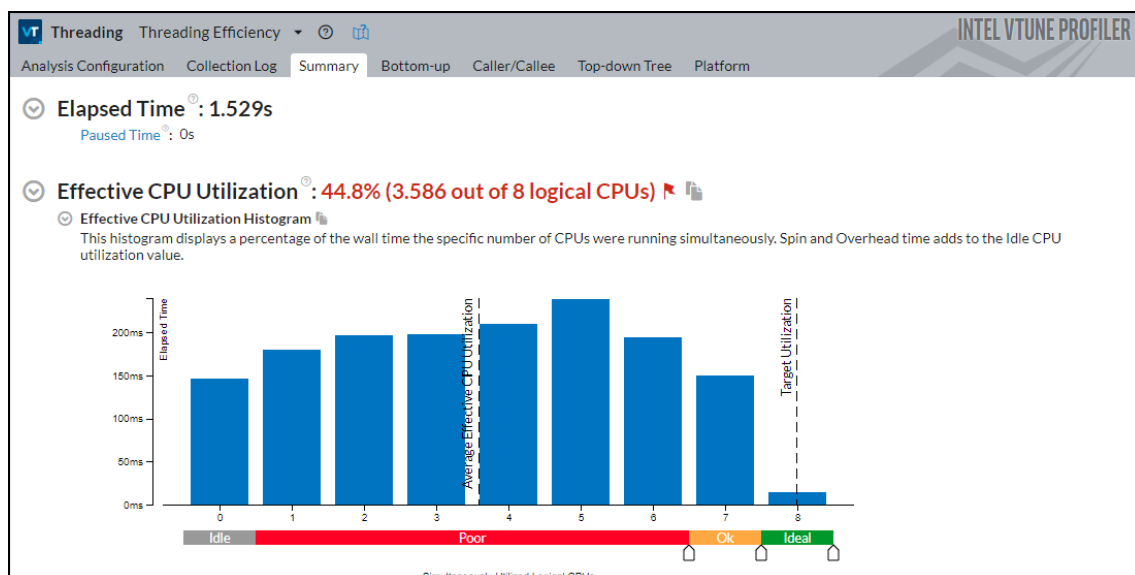 VT Threading Threading Efficiency
INTEL VTUNE PROFILER
Analysis Configuration Collection Log Summary Bottom-up Caller/Callee Top-down Tree Platform
Elapsed Time ?: 1.529s
Paused Time ?: 0s
Effective CPU Utilization ?: 44.8% (3.586 out of 8 logical CPUs)
Effective CPU Utilization Histogram
This histogram displays a percentage of the wall time the specific number of CPUs were running simultaneously. Spin and Overhead time adds to the Idle CPU
utilization value.
Elapsed Time
200ms
150ms
100ms
50ms
0ms
Average Effective CPU Utilization
Target Utilization
0 1 2 3 4 5 6 7 8
Idle Poor Ok Ideal
Simultaneously Utilized Logical CPUs